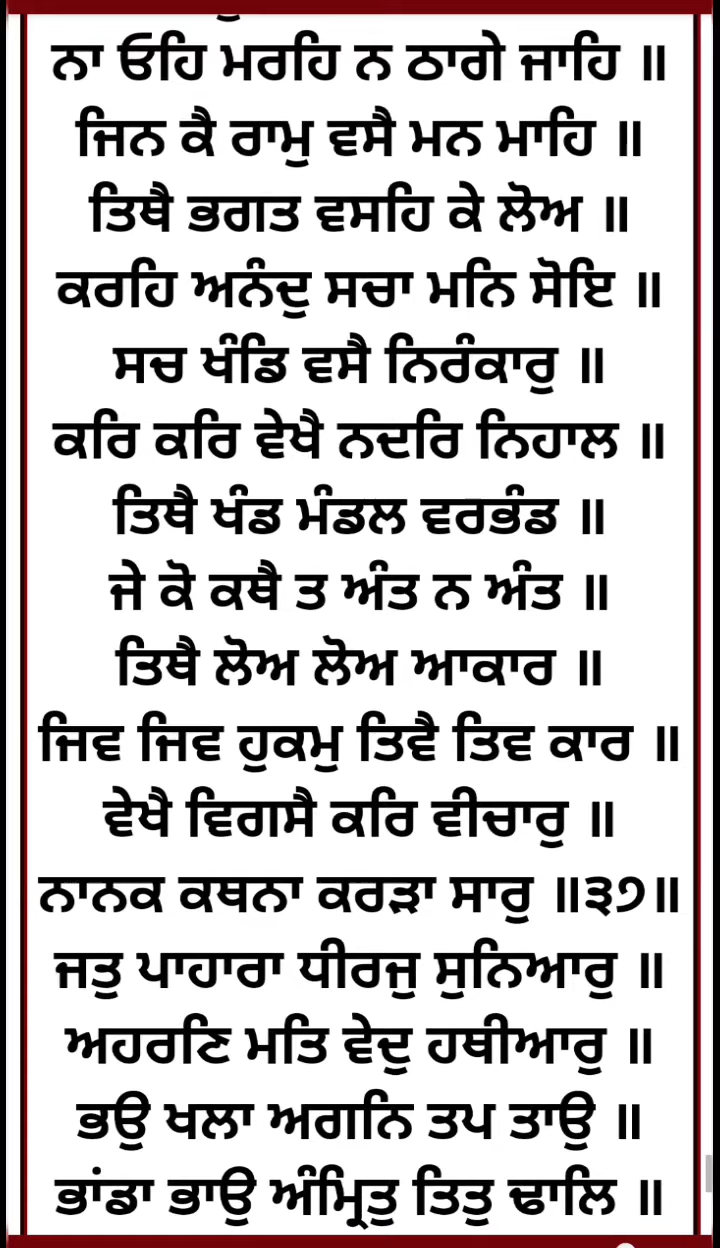 ਨਾ ਓਹਿ ਮਰਹਿ ਨ ਠਾਗੇ ਜਾਹਿ ॥
ਜਿਨ ਕੈ ਰਾਮੁ ਵਸੈ ਮਨ ਮਾਹਿ ॥
ਤਿਥੈ ਭਗਤ ਵਸਹਿ ਕੇ ਲੋਅ ॥
ਕਰਹਿ ਅਨੰਦੁ ਸਚਾ ਮਨਿ ਸੋਇ ॥
ਸਚ ਖੰਡਿ ਵਸੈ ਨਿਰੰਕਾਰੁ ॥
ਕਰਿ ਕਰਿ ਵੇਖੈ ਨਦਰਿ ਨਿਹਾਲ ॥
ਤਿਥੈ ਖੰਡ ਮੰਡਲ ਵਰਭੰਡ ॥
ਜੇ ਕੋ ਕਥੈ ਤ ਅੰਤ ਨ ਅੰਤ ॥
ਤਿਥੈ ਲੋਅ ਲੋਅ ਆਕਾਰ ॥
ਜਿਵ ਜਿਵ ਹੁਕਮੁ ਤਿਵੈ ਤਿਵ ਕਾਰ ॥
ਵੇਖੈ ਵਿਗਸੈ ਕਰਿ ਵੀਚਾਰੁ ॥
ਨਾਨਕ ਕਥਨਾ ਕਰੜਾ ਸਾਰੁ ॥੩੭॥
ਜਤੁ ਪਾਹਾਰਾ ਧੀਰਜੁ ਸੁਨਿਆਰੁ ॥
ਅਹਰਣਿ ਮਤਿ ਵੇਦੁ ਹਥੀਆਰੁ ॥
ਭਉ ਖਲਾ ਅਗਨਿ ਤਪ ਤਾਉ ॥
ਭਾਂਡਾ ਭਾਉ ਅੰਮ੍ਰਿਤੁ ਤਿਤੁ ਢਾਲਿ ॥